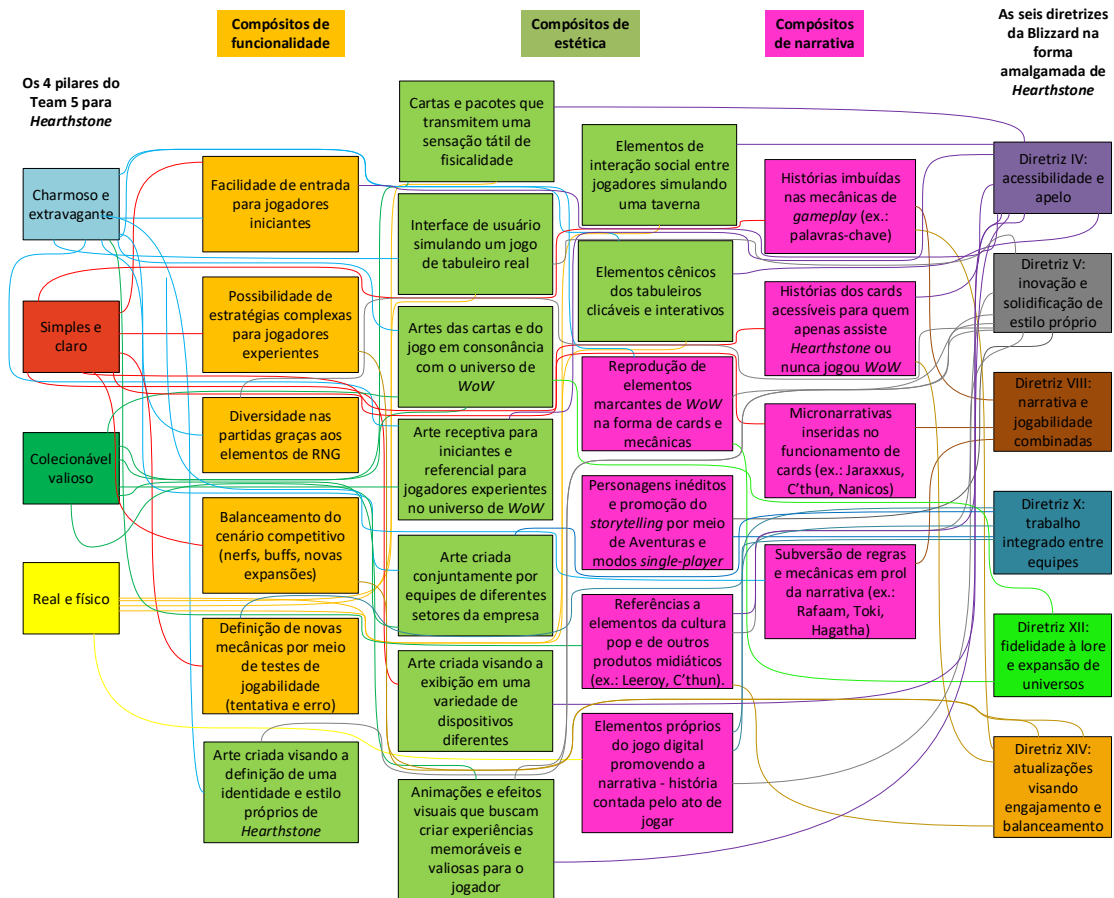 Compósitos de
funcionalidade
Compósitos de
estética
Compósitos
de narrativa
As seis diretrizes
da Blizzard na
forma
amalgamada de
Hearthstone
Os 4 pilares do
Team 5 para
Hearthstone
Charmoso e
extravagante
Simples e
claro
Colecionável
valioso
Real e físico
Facilidade de entrada
para jogadores
iniciantes
Possibilidade de
estratégias complexas
para jogadores
experientes
Diversidade nas
partidas graças aos
elementos de RNG
Balanceamento do
cenário competitivo
(nerfs, buffs, novas
expansões)
Definição de novas
mecânicas por meio
de testes de
jogabilidade
(tentativa e erro)
Arte criada visando a
definição de uma
identidade e estilo
próprios de
Hearthstone
Cartas e pacotes que
transmitem uma
sensação tátil de
fisicalidade
Interface de usuário
simulando um jogo
de tabuleiro real
Artes das cartas e do
jogo em consonância
com o universo de
WoW
Arte receptiva para
iniciantes e
referencial para
jogadores experientes
no universo de WoW
Arte criada
conjuntamente por
equipes de diferentes
setores da empresa
Arte criada visando a
exibição em uma
variedade de
dispositivos
diferentes
Animações e efeitos
visuais que buscam
criar experiências
memoráveis e
valiosas para o
jogador
Elementos de
interação social entre
jogadores simulando
uma taverna
Elementos cênicos
dos tabuleiros
clicáveis e interativos
Reprodução de
elementos
marcantes de WoW
na forma de cards e
mecânicas
Personagens inéditos
e promoção do
storytelling por meio
de Aventuras e
modos single-player
Referências a
elementos da cultura
pop e de outros
produtos midiáticos
(ex.: Leeroy, C’thun).
Elementos próprios
do jogo digital
promovendo a
narrativa - história
contada pelo ato de
jogar
Histórias imbuídas
nas mecânicas de
gameplay (ex.:
palavras-chave)
Histórias dos cards
acessíveis para quem
apenas assiste
Hearthstone ou
nunca jogou WoW
Micronarrativas
inseridas no
funcionamento de
cards (ex.: Jaraxxus,
C’thun, Nanicos)
Subversão de regras
e mecânicas em prol
da narrativa (ex.:
Rafaam, Toki,
Hagatha)
Diretriz IV:
acessibilidade e
apelo
Diretriz V:
inovação e
solidificação de
estilo próprio
Diretriz VIII:
narrativa e
jogabilidade
combinadas
Diretriz X:
trabalho
integrado entre
equipes
Diretriz XII:
fidelidade à lore
e expansão de
universos
Diretriz XIV:
atualizações
visando
engajamento e
balanceamento